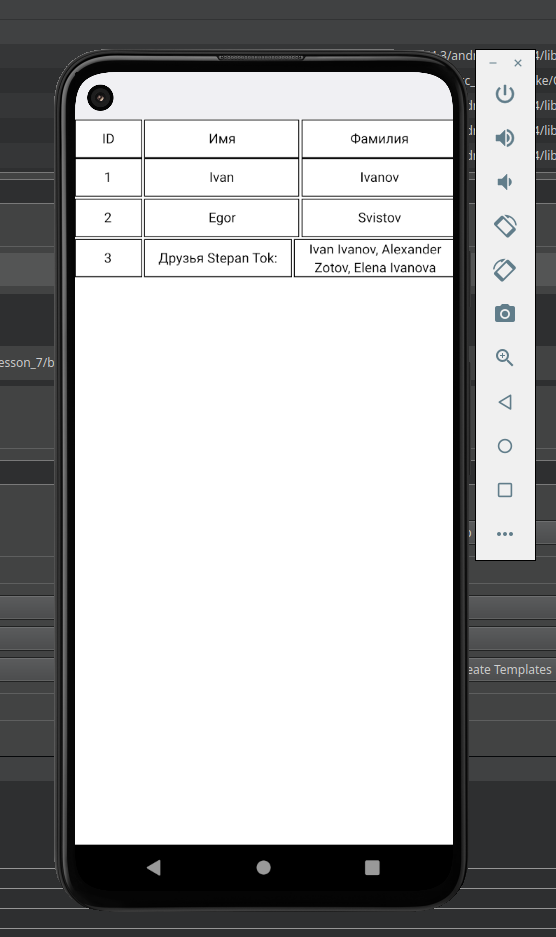 ID Имя Фамилия
1 Ivan Ivanov
2 Egor Svistov
3 Друзья Stepan Tok: Ivan Ivanov, Alexander
Zotov, Elena Ivanova
esson_7/b
eate Templates